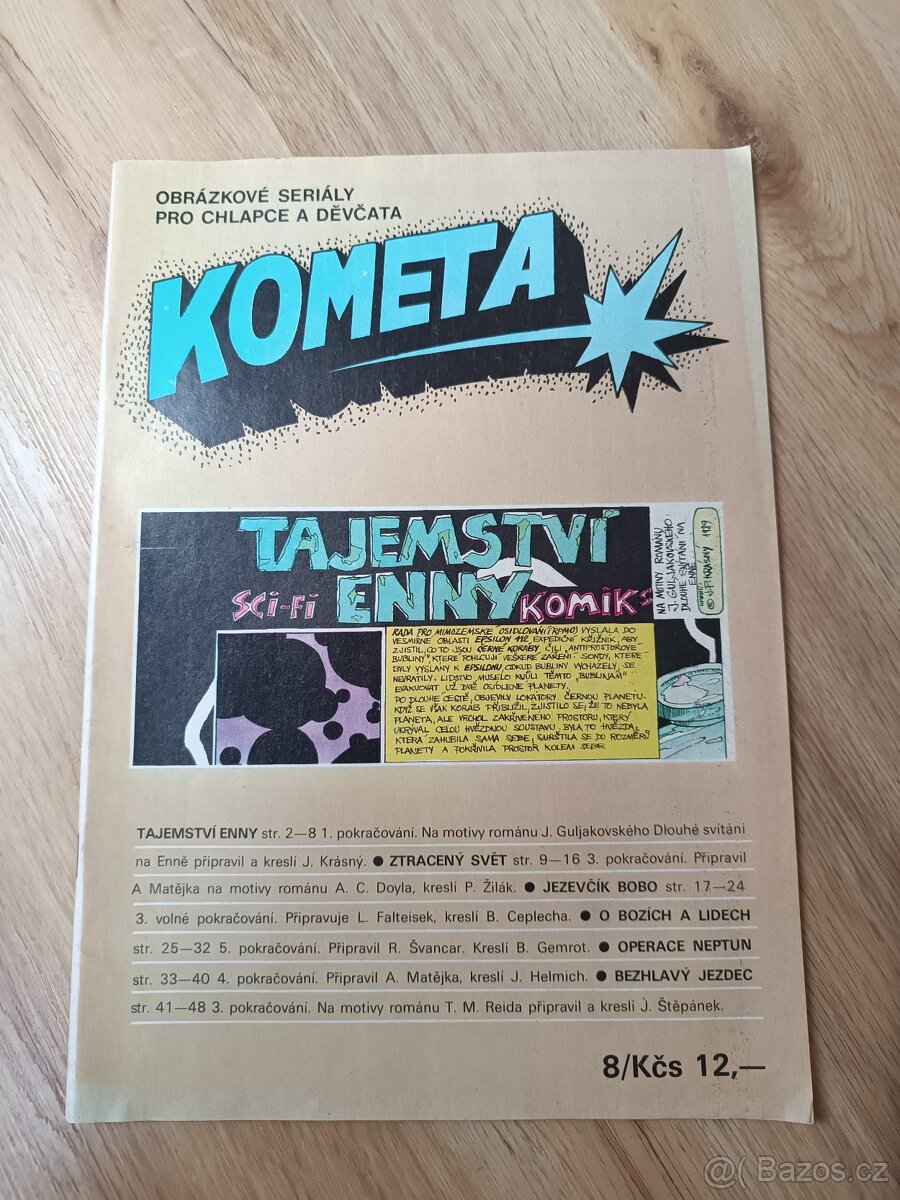 OBRÁZKOVÉ SERIÁLY
PRO CHLAPCE A DĚVČATA
KOMETA
TAJEMSTVÍ
SCI-FI ENNY KOMIKS
NA MOTIVY ROMÁNU
J. GULJAKOVSKÉHO
DLOUHÉ SVÍTÁNÍ NA
ENNĚ
© J.P. KRÁSNÝ 1989
RADA PRO MIMOZEMSKÉ OSIDLOVÁNÍ (RPMO) VYSLALA DO
VESMÍRNÉ OBLASTI EPSILON 112 EXPEDIČNÍ KŘIŽNÍK, ABY
ZJISTIL, CO TO JSOU ČERNÉ KORÁBY ČILI „ANTIPROSTOROVÉ
BUBLINY", KTERÉ POHLCUJÍ VEŠKERÉ ZÁŘENÍ. SONDY, KTERÉ
BYLY VYSLÁNY K EPSILONU, ODKUD BUBLINY VYCHÁZELY, SE
NEVRÁTILY. LIDSTVO MUSELO KVŮLI TĚMTO „BUBLINÁM"
EVAKUOVAT UŽ DVĚ OSÍDLENÉ PLANETY.
PO DLOUHÉ CESTĚ, OBJEVILY LOKÁTORY ČERNOU PLANETU.
KDYŽ SE VŠAK KORÁB PŘIBLÍŽIL, ZJISTILO SE, ŽE TO NEBYLA
PLANETA, ALE VRCHOL ZAKŘIVENÉHO PROSTORU, KTERÝ
UKRÝVAL CELOU HVĚZDNOU SOUSTAVU. BYLA TO HVĚZDA,
KTERÁ ZAHUBILA SAMA SEBE, SMRŠTILA SE DO ROZMĚRŮ
PLANETY A POKŘIVILA PROSTOR KOLEM SEBE
TAJEMSTVÍ ENNY str. 2—8 1. pokračování. Na motivy románu J. Guljakovského Dlouhé svítání
na Enně připravil a kreslí J. Krásný. ● ZTRACENÝ SVĚT str. 9—16 3. pokračování. Připravil
A Matějka na motivy románu A. C. Doyla, kreslí P. Žilák. ● JEZEVČÍK BOBO str. 17—24
3. volné pokračování. Připravuje L. Falteisek, kreslí B. Ceplecha. ● O BOZÍCH A LIDECH
str. 25—32 5. pokračování. Připravil R. Švancar. Kreslí B. Gemrot. ● OPERACE NEPTUN
str. 33—40 4. pokračování. Připravil A. Matějka, kreslí J. Helmich. ● BEZHLAVÝ JEZDEC
str. 41—48 3. pokračování. Na motivy románu T. M. Reida připravil a kreslí J. Štěpánek.
8/Kčs 12,—
@( Bazos.cz